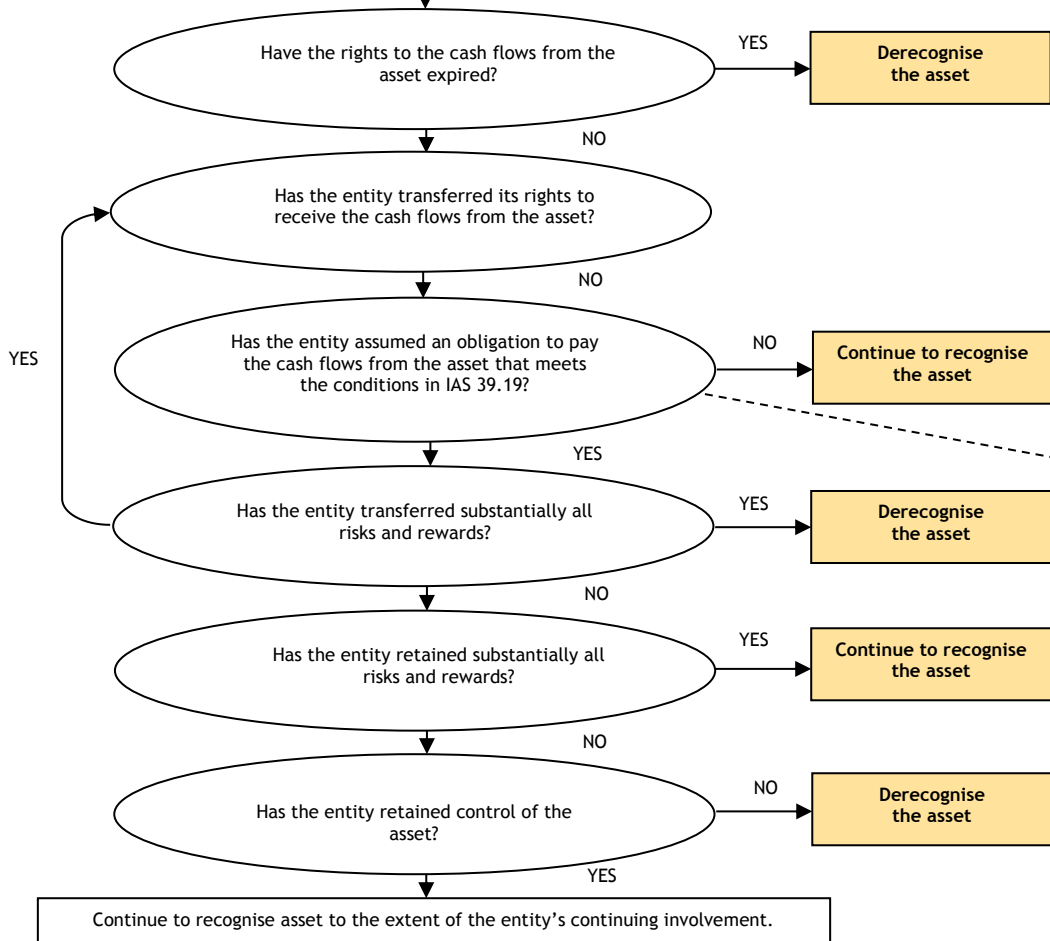 Have the rights to the cash flows from the
asset expired?
YES
Derecognise
the asset
NO
Has the entity transferred its rights to
receive the cash flows from the asset?
NO
YES
Has the entity assumed an obligation to pay
the cash flows from the asset that meets
the conditions in IAS 39.19?
NO
Continue to recognise
the asset
YES
Has the entity transferred substantially all
risks and rewards?
YES
Derecognise
the asset
NO
Has the entity retained substantially all
risks and rewards?
YES
Continue to recognise
the asset
NO
Has the entity retained control of the
asset?
NO
Derecognise
the asset
YES
Continue to recognise asset to the extent of the entity’s continuing involvement.